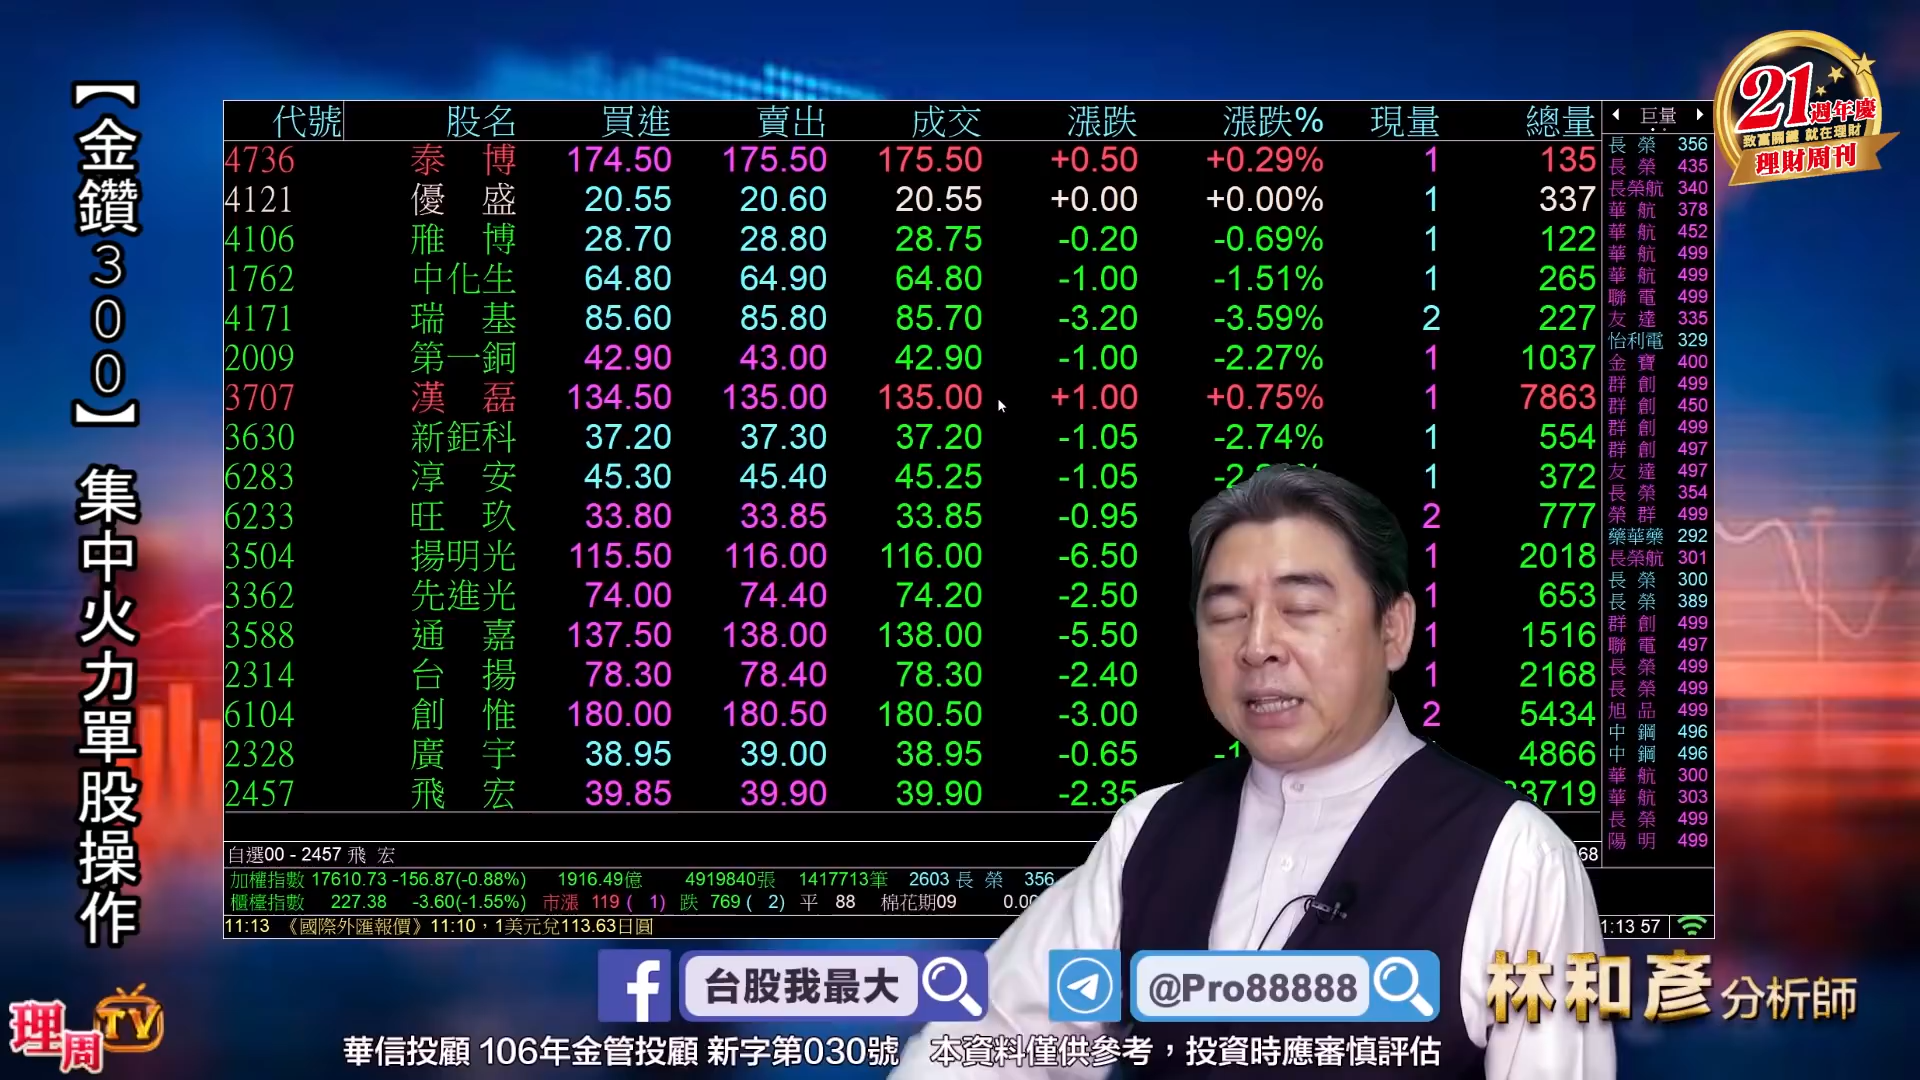 【金鑽300】集中火力單股操作
21週年慶
致富關鍵 就在理財
理財周刊
代號 股名 買進 賣出 成交 漲跌 漲跌% 現量 總量
4736 泰博 174.50 175.50 175.50 +0.50 +0.29% 1 135
4121 優盛 20.55 20.60 20.55 +0.00 +0.00% 1 337
4106 雃博 28.70 28.80 28.75 -0.20 -0.69% 1 122
1762 中化生 64.80 64.90 64.80 -1.00 -1.51% 1 265
4171 瑞基 85.60 85.80 85.70 -3.20 -3.59% 2 227
2009 第一銅 42.90 43.00 42.90 -1.00 -2.27% 1 1037
3707 漢磊 134.50 135.00 135.00 +1.00 +0.75% 1 7863
3630 新鉅科 37.20 37.30 37.20 -1.05 -2.74% 1 554
6283 淳安 45.30 45.40 45.25 -1.05 1 372
6233 旺玖 33.80 33.85 33.85 -0.95 2 777
3504 揚明光 115.50 116.00 116.00 -6.50 1 2018
3362 先進光 74.00 74.40 74.20 -2.50 1 653
3588 通嘉 137.50 138.00 138.00 -5.50 1 1516
2314 台揚 78.30 78.40 78.30 -2.40 1 2168
6104 創惟 180.00 180.50 180.50 -3.00 2 5434
2328 廣宇 38.95 39.00 38.95 -0.65 4866
2457 飛宏 39.85 39.90 39.90 -2.35 3719
自選00 - 2457 飛宏 68
加權指數 17610.73 -156.87(-0.88%) 1916.49億 4919840張 1417713筆 2603 長榮 356
櫃檯指數 227.38 -3.60(-1.55%) 市漲 119 ( 1) 跌 769 ( 2) 平 88 棉花期09 0.00
11:13 《國際外匯報價》11:10，1美元兌113.63日圓 1:13 57
巨量
長榮 356
長榮 435
長榮航 340
華航 378
華航 452
華航 499
華航 499
聯電 499
友達 335
怡利電 329
金寶 400
群創 499
群創 450
群創 499
群創 497
友達 497
長榮 354
榮群 499
藥華藥 292
長榮航 301
長榮 300
長榮 389
群創 499
聯電 497
長榮 499
長榮 499
旭品 499
中鋼 496
中鋼 496
華航 300
華航 303
長榮 499
陽明 499
f 台股我最大
@Pro88888
林和彥 分析師
理周TV
華信投顧 106年金管投顧 新字第030號 本資料僅供參考，投資時應審慎評估